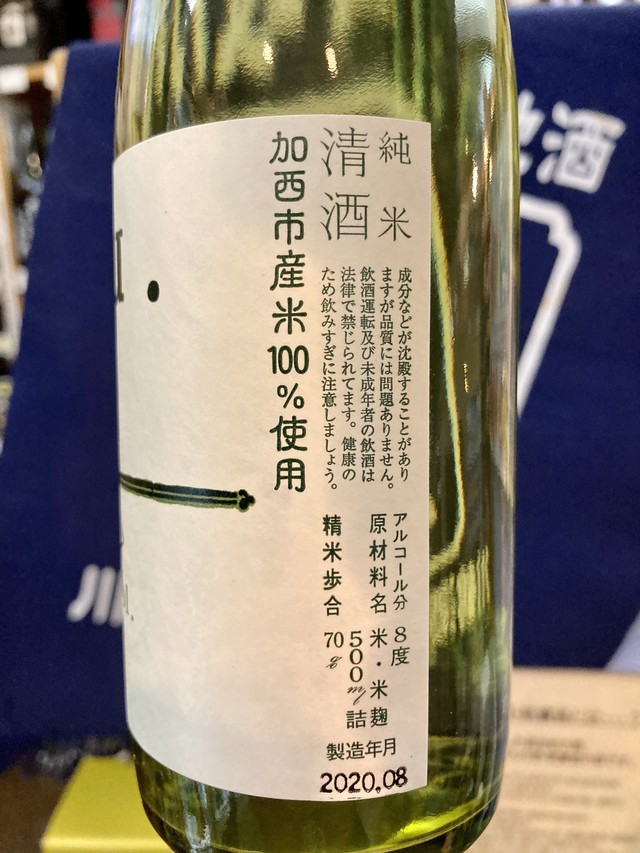 純米
清酒
加西市産米100%使用
成分などが沈殿することがあり
ますが品質には問題ありません。
飲酒運転及び未成年者の飲酒は
法律で禁じられてます。健康の
ため飲みすぎに注意しましょう。
アルコール分 8度
原材料名 米・米麹
500ml詰
精米歩合 70%
製造年月
2020.08
酒